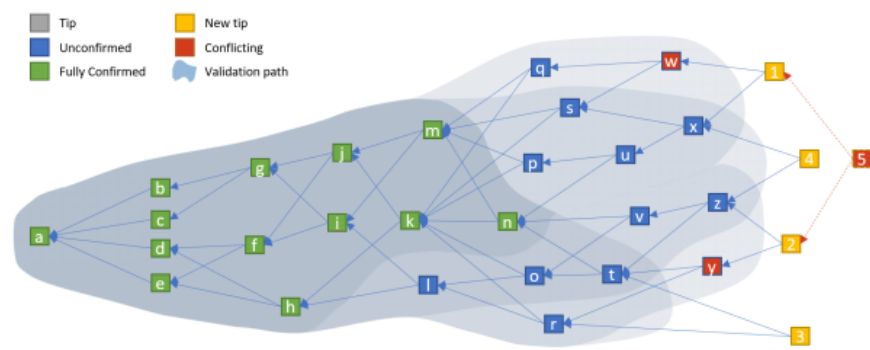 Tip
New tip
Unconfirmed
Conflicting
Fully Confirmed
Validation path
q
w
1
s
m
x
j
p
u
4
5
g
b
z
c
k
n
v
i
a
d
f
2
y
e
l
o
t
h
r
3